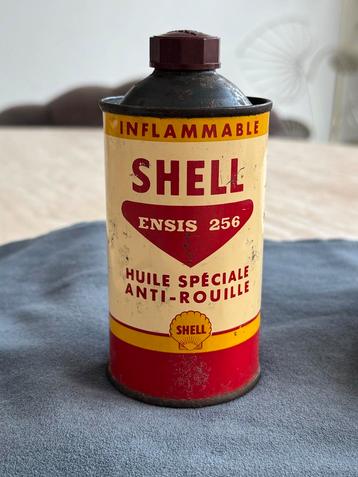 INFLAMMABLE
SHELL
ENSIS 256
HUILE SPÉCIALE
ANTI-ROUILLE
SHELL